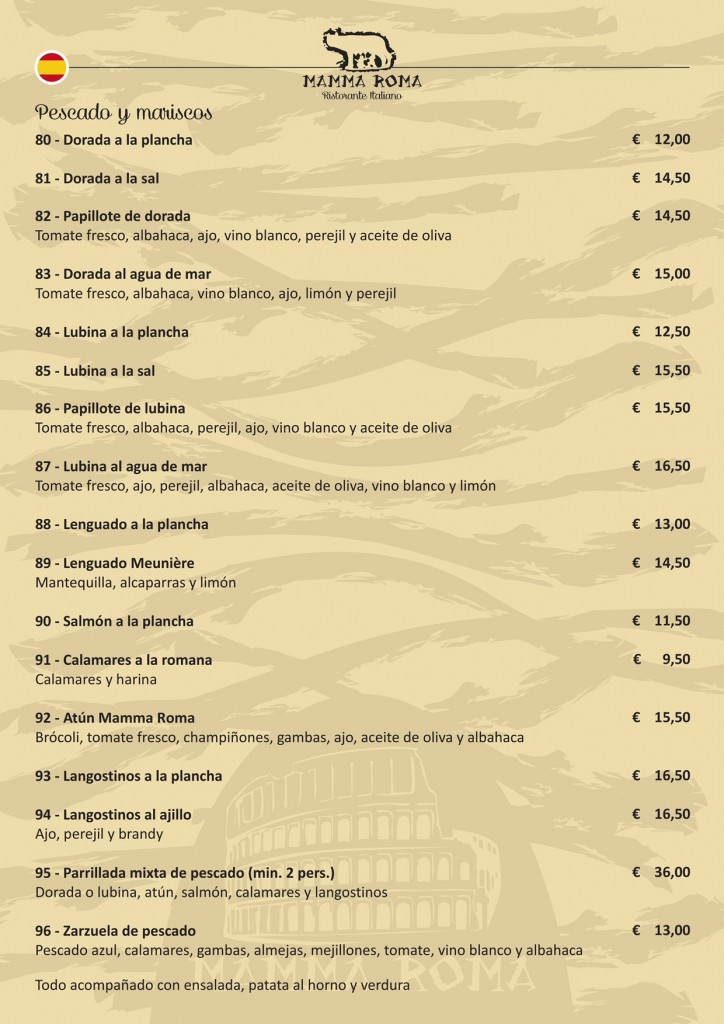 MAMMA ROMA
Ristorante Italiano
Pescado y mariscos
80 - Dorada a la plancha € 12,00
81 - Dorada a la sal € 14,50
82 - Papillote de dorada € 14,50
Tomate fresco, albahaca, ajo, vino blanco, perejil y aceite de oliva
83 - Dorada al agua de mar € 15,00
Tomate fresco, albahaca, vino blanco, ajo, limón y perejil
84 - Lubina a la plancha € 12,50
85 - Lubina a la sal € 15,50
86 - Papillote de lubina € 15,50
Tomate fresco, albahaca, perejil, ajo, vino blanco y aceite de oliva
87 - Lubina al agua de mar € 16,50
Tomate fresco, ajo, perejil, albahaca, aceite de oliva, vino blanco y limón
88 - Lenguado a la plancha € 13,00
89 - Lenguado Meunière € 14,50
Mantequilla, alcaparras y limón
90 - Salmón a la plancha € 11,50
91 - Calamares a la romana € 9,50
Calamares y harina
92 - Atún Mamma Roma € 15,50
Brócoli, tomate fresco, champiñones, gambas, ajo, aceite de oliva y albahaca
93 - Langostinos a la plancha € 16,50
94 - Langostinos al ajillo € 16,50
Ajo, perejil y brandy
95 - Parrillada mixta de pescado (min. 2 pers.) € 36,00
Dorada o lubina, atún, salmón, calamares y langostinos
96 - Zarzuela de pescado € 13,00
Pescado azul, calamares, gambas, almejas, mejillones, tomate, vino blanco y albahaca
MAMMA ROMA
Todo acompañado con ensalada, patata al horno y verdura